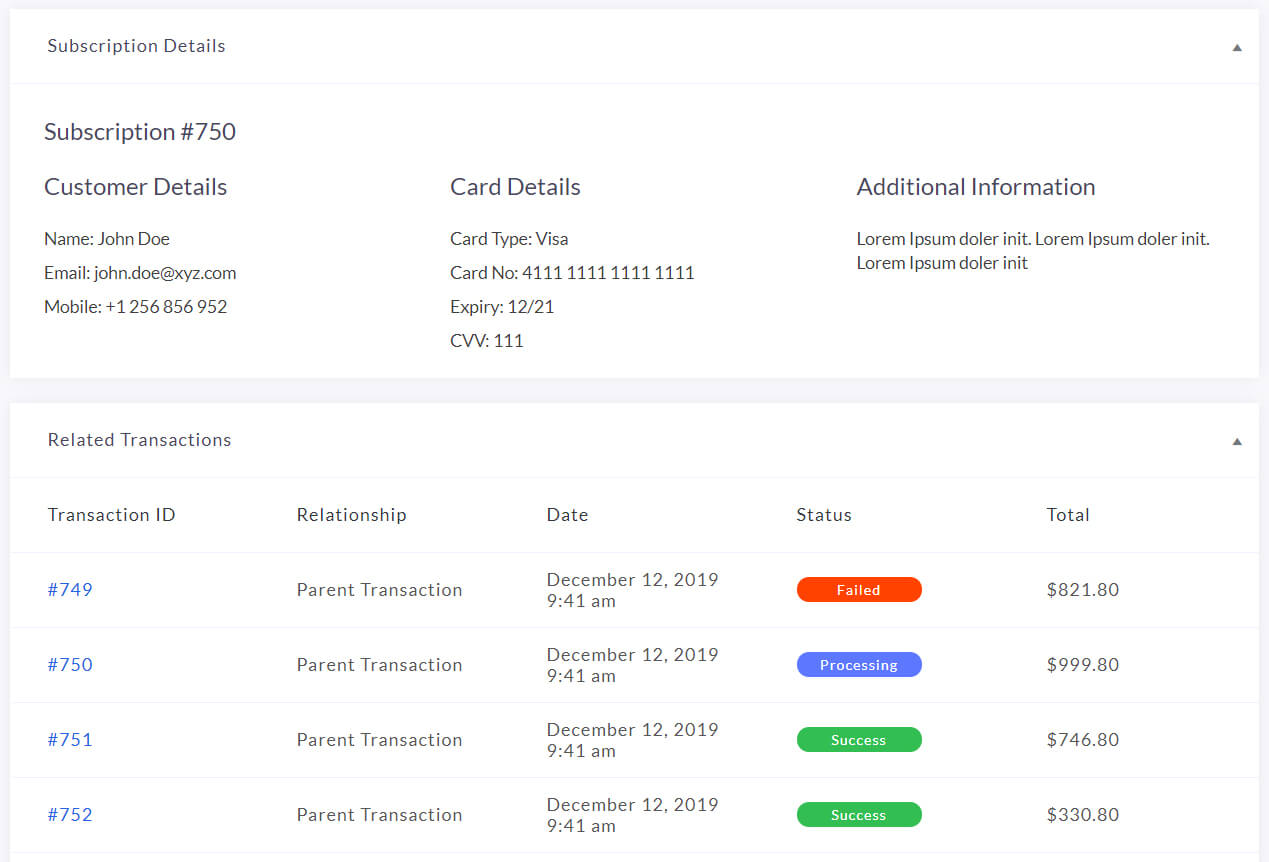 Subscription Details
Subscription #750
Customer Details
Name: John Doe
Email: john.doe@xyz.com
Mobile: +1 256 856 952
Card Details
Card Type: Visa
Card No: 4111 1111 1111 1111
Expiry: 12/21
CVV: 111
Additional Information
Lorem Ipsum doler init. Lorem Ipsum doler init.
Lorem Ipsum doler init
Related Transactions
Transaction ID Relationship Date Status Total
#749 Parent Transaction December 12, 2019 9:41 am Failed $821.80
#750 Parent Transaction December 12, 2019 9:41 am Processing $999.80
#751 Parent Transaction December 12, 2019 9:41 am Success $746.80
#752 Parent Transaction December 12, 2019 9:41 am Success $330.80